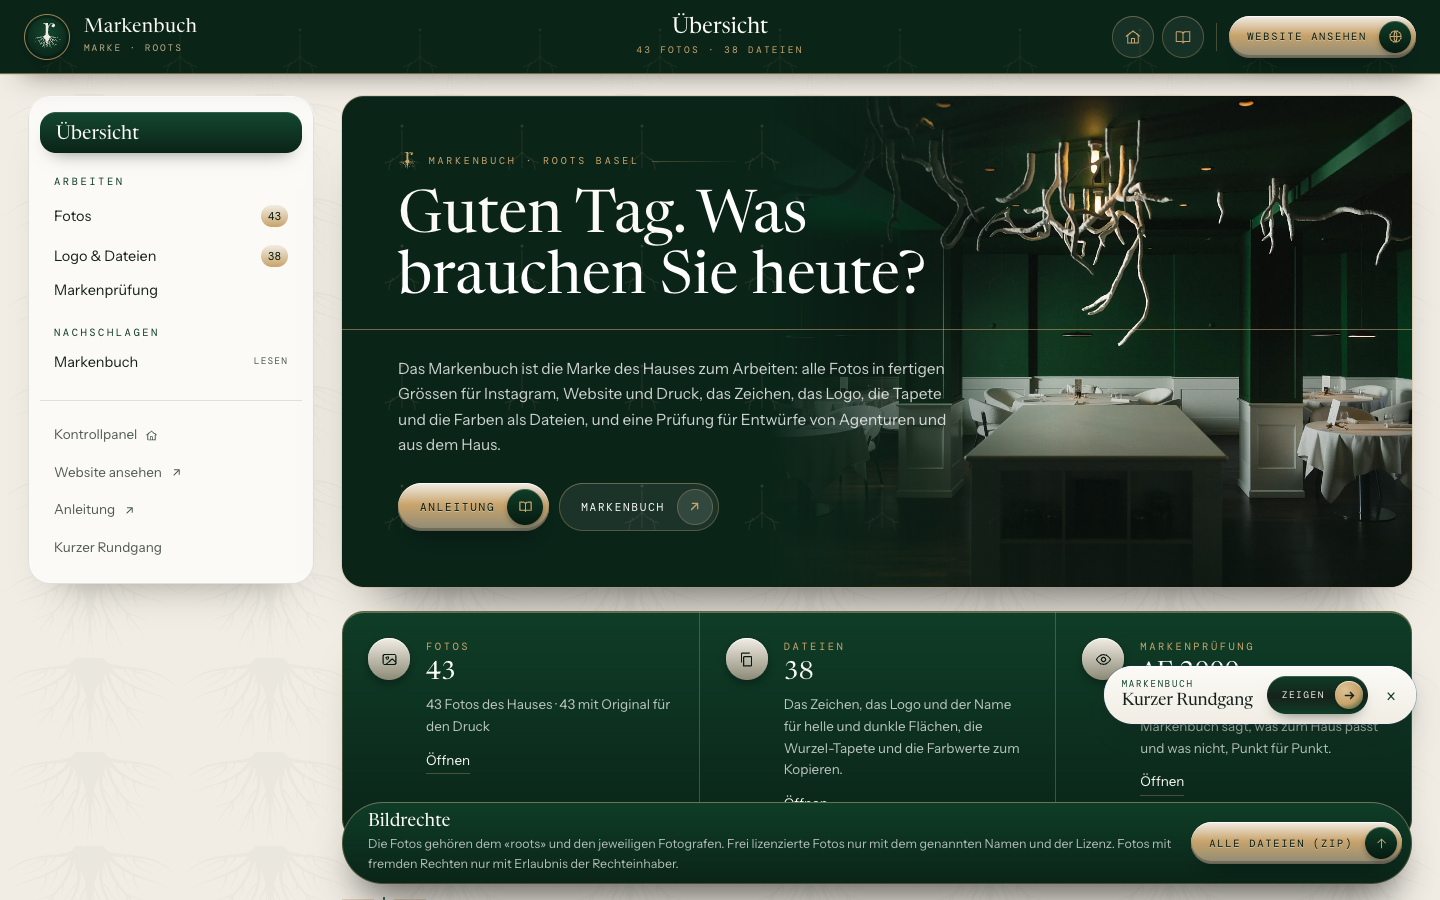 Markenbuch
MARKE · ROOTS
Übersicht
43 FOTOS · 38 DATEIEN
WEBSITE ANSEHEN
Übersicht
ARBEITEN
Fotos 43
Logo & Dateien 38
Markenprüfung
NACHSCHLAGEN
Markenbuch LESEN
Kontrollpanel
Website ansehen
Anleitung
Kurzer Rundgang
MARKENBUCH · ROOTS BASEL
Guten Tag. Was
brauchen Sie heute?
Das Markenbuch ist die Marke des Hauses zum Arbeiten: alle Fotos in fertigen
Grössen für Instagram, Website und Druck, das Zeichen, das Logo, die Tapete
und die Farben als Dateien, und eine Prüfung für Entwürfe von Agenturen und
aus dem Haus.
ANLEITUNG
MARKENBUCH
FOTOS
43
43 Fotos des Hauses · 43 mit Original für
den Druck
Öffnen
DATEIEN
38
Das Zeichen, das Logo und der Name
für helle und dunkle Flächen, die
Wurzel-Tapete und die Farbwerte zum
Kopieren.
Öffnen
MARKENPRÜFUNG
Markenbuch sagt, was zum Haus passt
und was nicht, Punkt für Punkt.
Öffnen
MARKENBUCH
Kurzer Rundgang
ZEIGEN
Bildrechte
Die Fotos gehören dem «roots» und den jeweiligen Fotografen. Frei lizenzierte Fotos nur mit dem genannten Namen und der Lizenz. Fotos mit
fremden Rechten nur mit Erlaubnis der Rechteinhaber.
ALLE DATEIEN (ZIP)